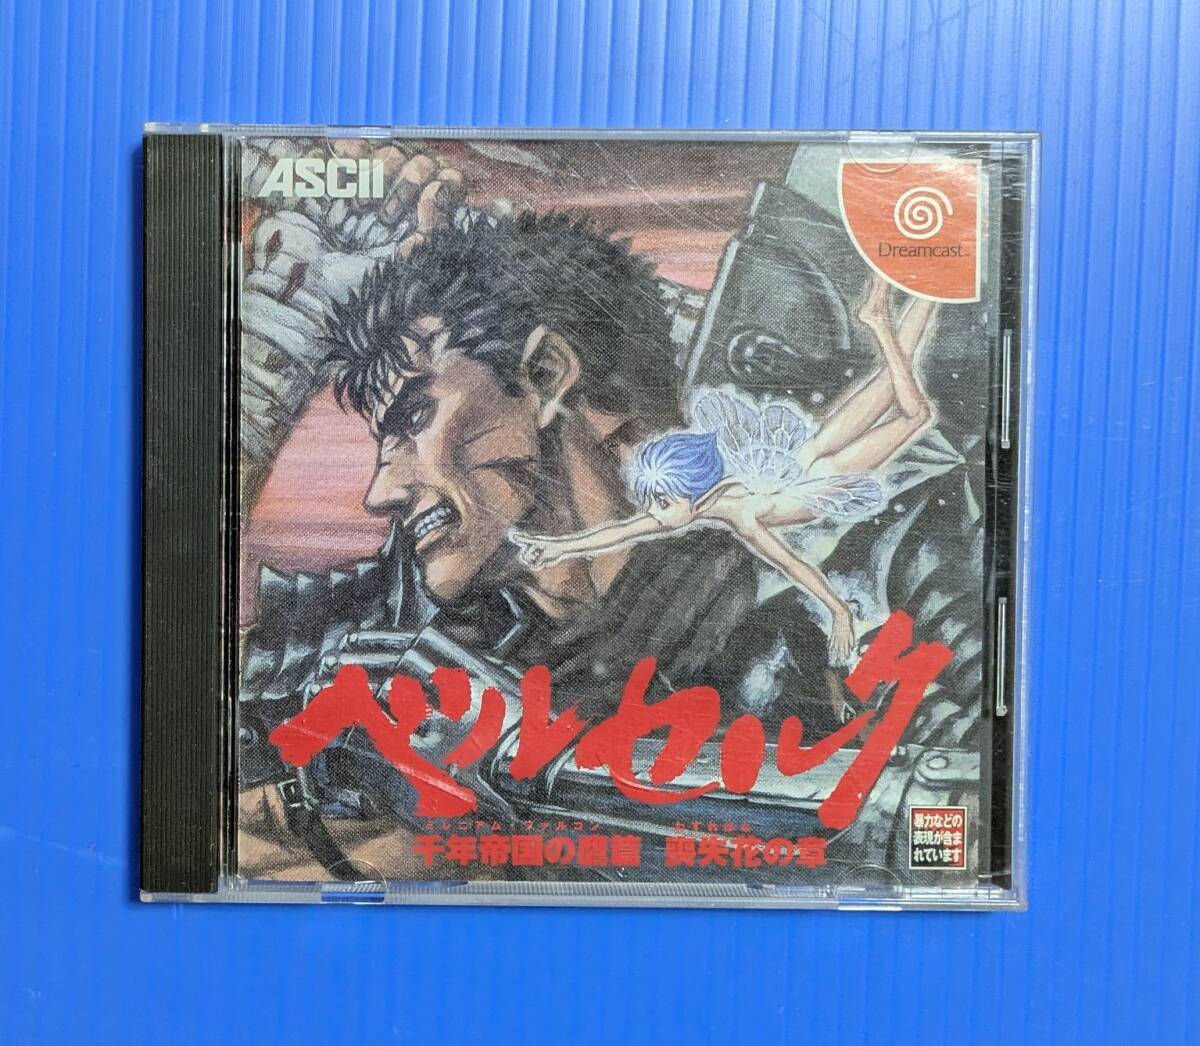 ASCII
Dreamcast™
ベルセルク
ミレニアム・ファルコン わすればな
千年帝国の鷹篇 喪失花の章
暴力などの
表現が含ま
れています